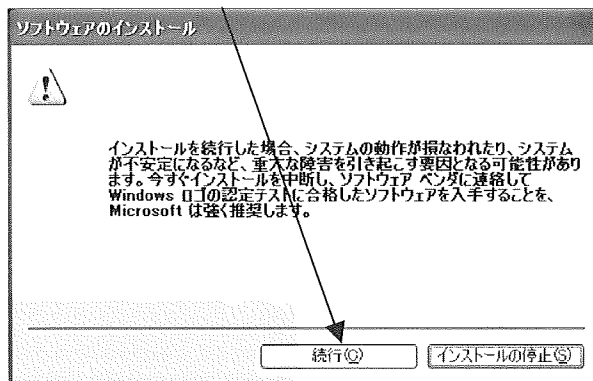 ソフトウェアのインストール
インストールを続行した場合、システムの動作が損なわれたり、システム
が不安定になるなど、重大な障害を引き起こす要因となる可能性があり
ます。今すぐインストールを中断し、ソフトウェア ベンダに連絡して
Windows ロゴの認定テストに合格したソフトウェアを入手することを、
Microsoft は強く推奨します。
続行(C)
インストールの停止(S)